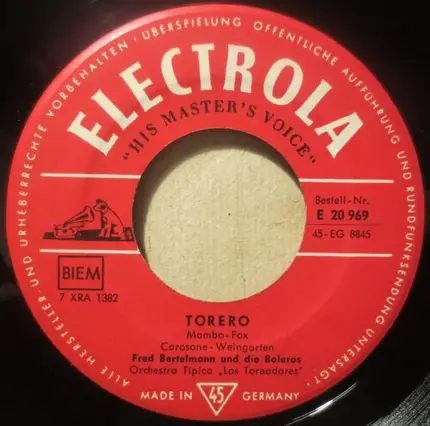 ALLE HERSTELLER-UND URHEBERRECHTE VORBEHALTEN · ÜBERSPIELUNG ÖFFENTLICHE AUFFÜHRUNG UND RUNDFUNKSENDUNG UNTERSAGT ·
ELECTROLA
"HIS MASTER'S VOICE"
Bestell-Nr.
E 20 969
45-EG 8845
BIEM
7 XRA 1382
TORERO
Mambo-Fox
Carosone-Weingarten
Fred Bertelmann und die Boleros
Orchestra Tipica „Los Toreadores"
MADE IN 45 GERMANY